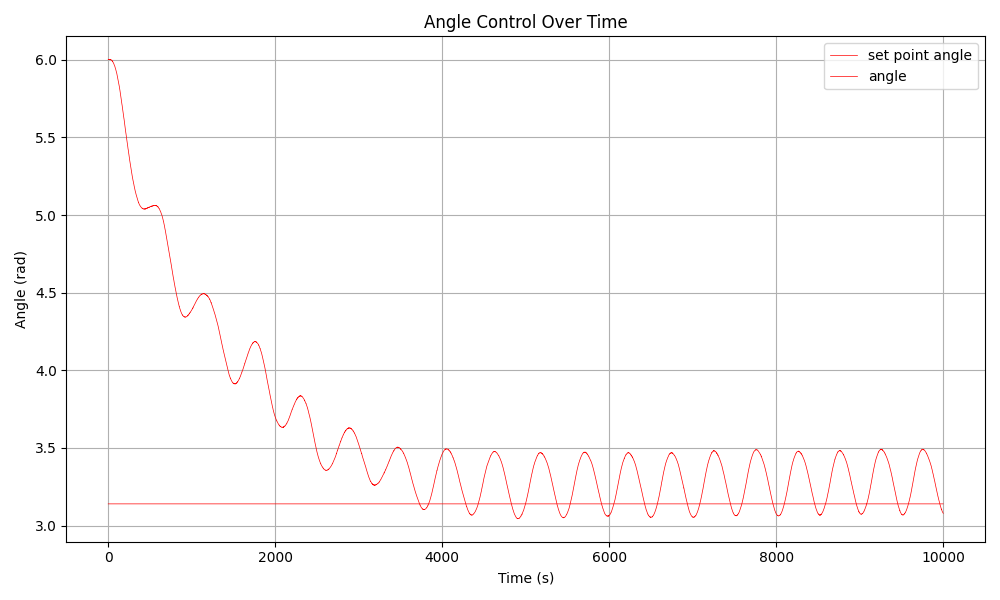 Angle Control Over Time
set point angle
angle
6.0
5.5
5.0
4.5
4.0
3.5
3.0
Angle (rad)
0 2000 4000 6000 8000 10000
Time (s)